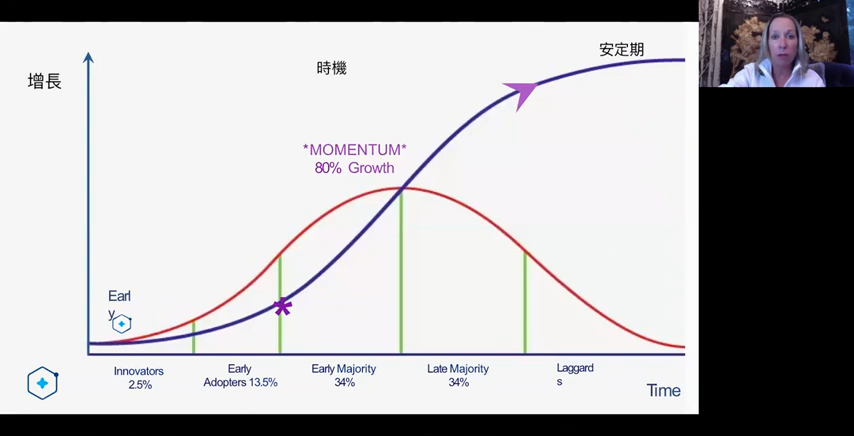 安定期
時機
增長
*MOMENTUM*
80% Growth
Earl
y
Innovators
2.5%
Early
Adopters 13.5%
Early Majority
34%
Late Majority
34%
Laggard
s
Time